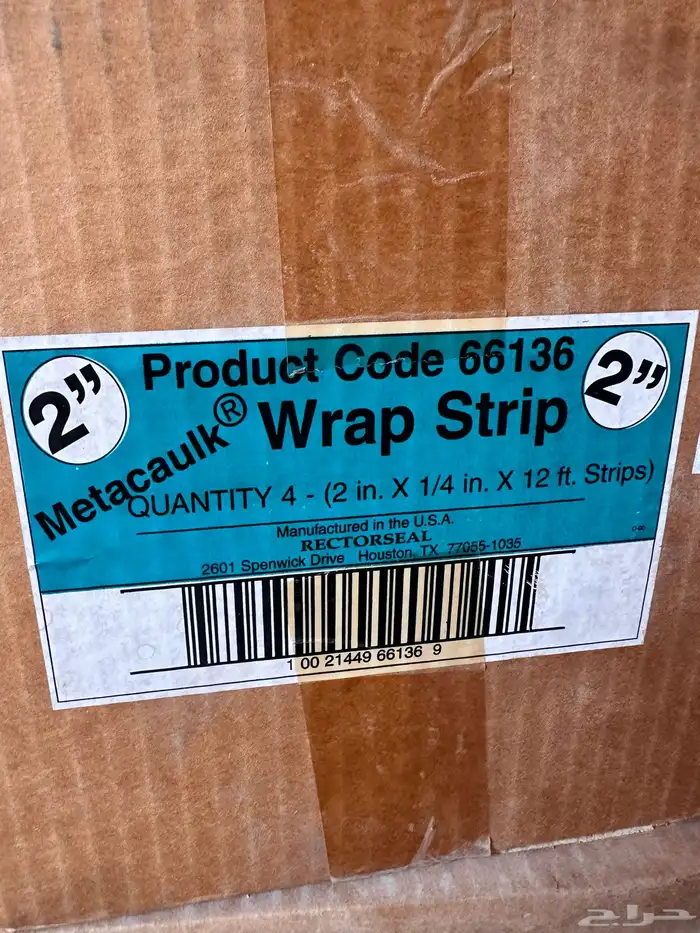 2”
Product Code 66136
2”
Metacaulk® Wrap Strip
QUANTITY 4 - (2 in. X 1/4 in. X 12 ft. Strips)
Manufactured in the U.S.A.
RECTORSEAL
2601 Spenwick Drive Houston, TX 77055-1035
1 00 21449 66136 9
حراج